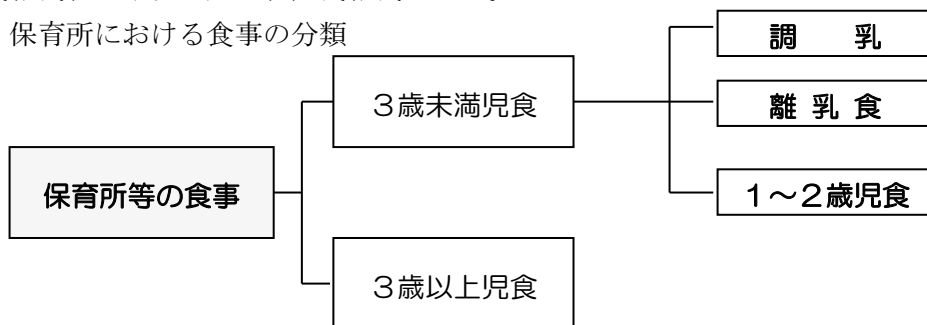 保育所における食事の分類
調　乳
３歳未満児食
離 乳 食
保育所等の食事
１～２歳児食
３歳以上児食